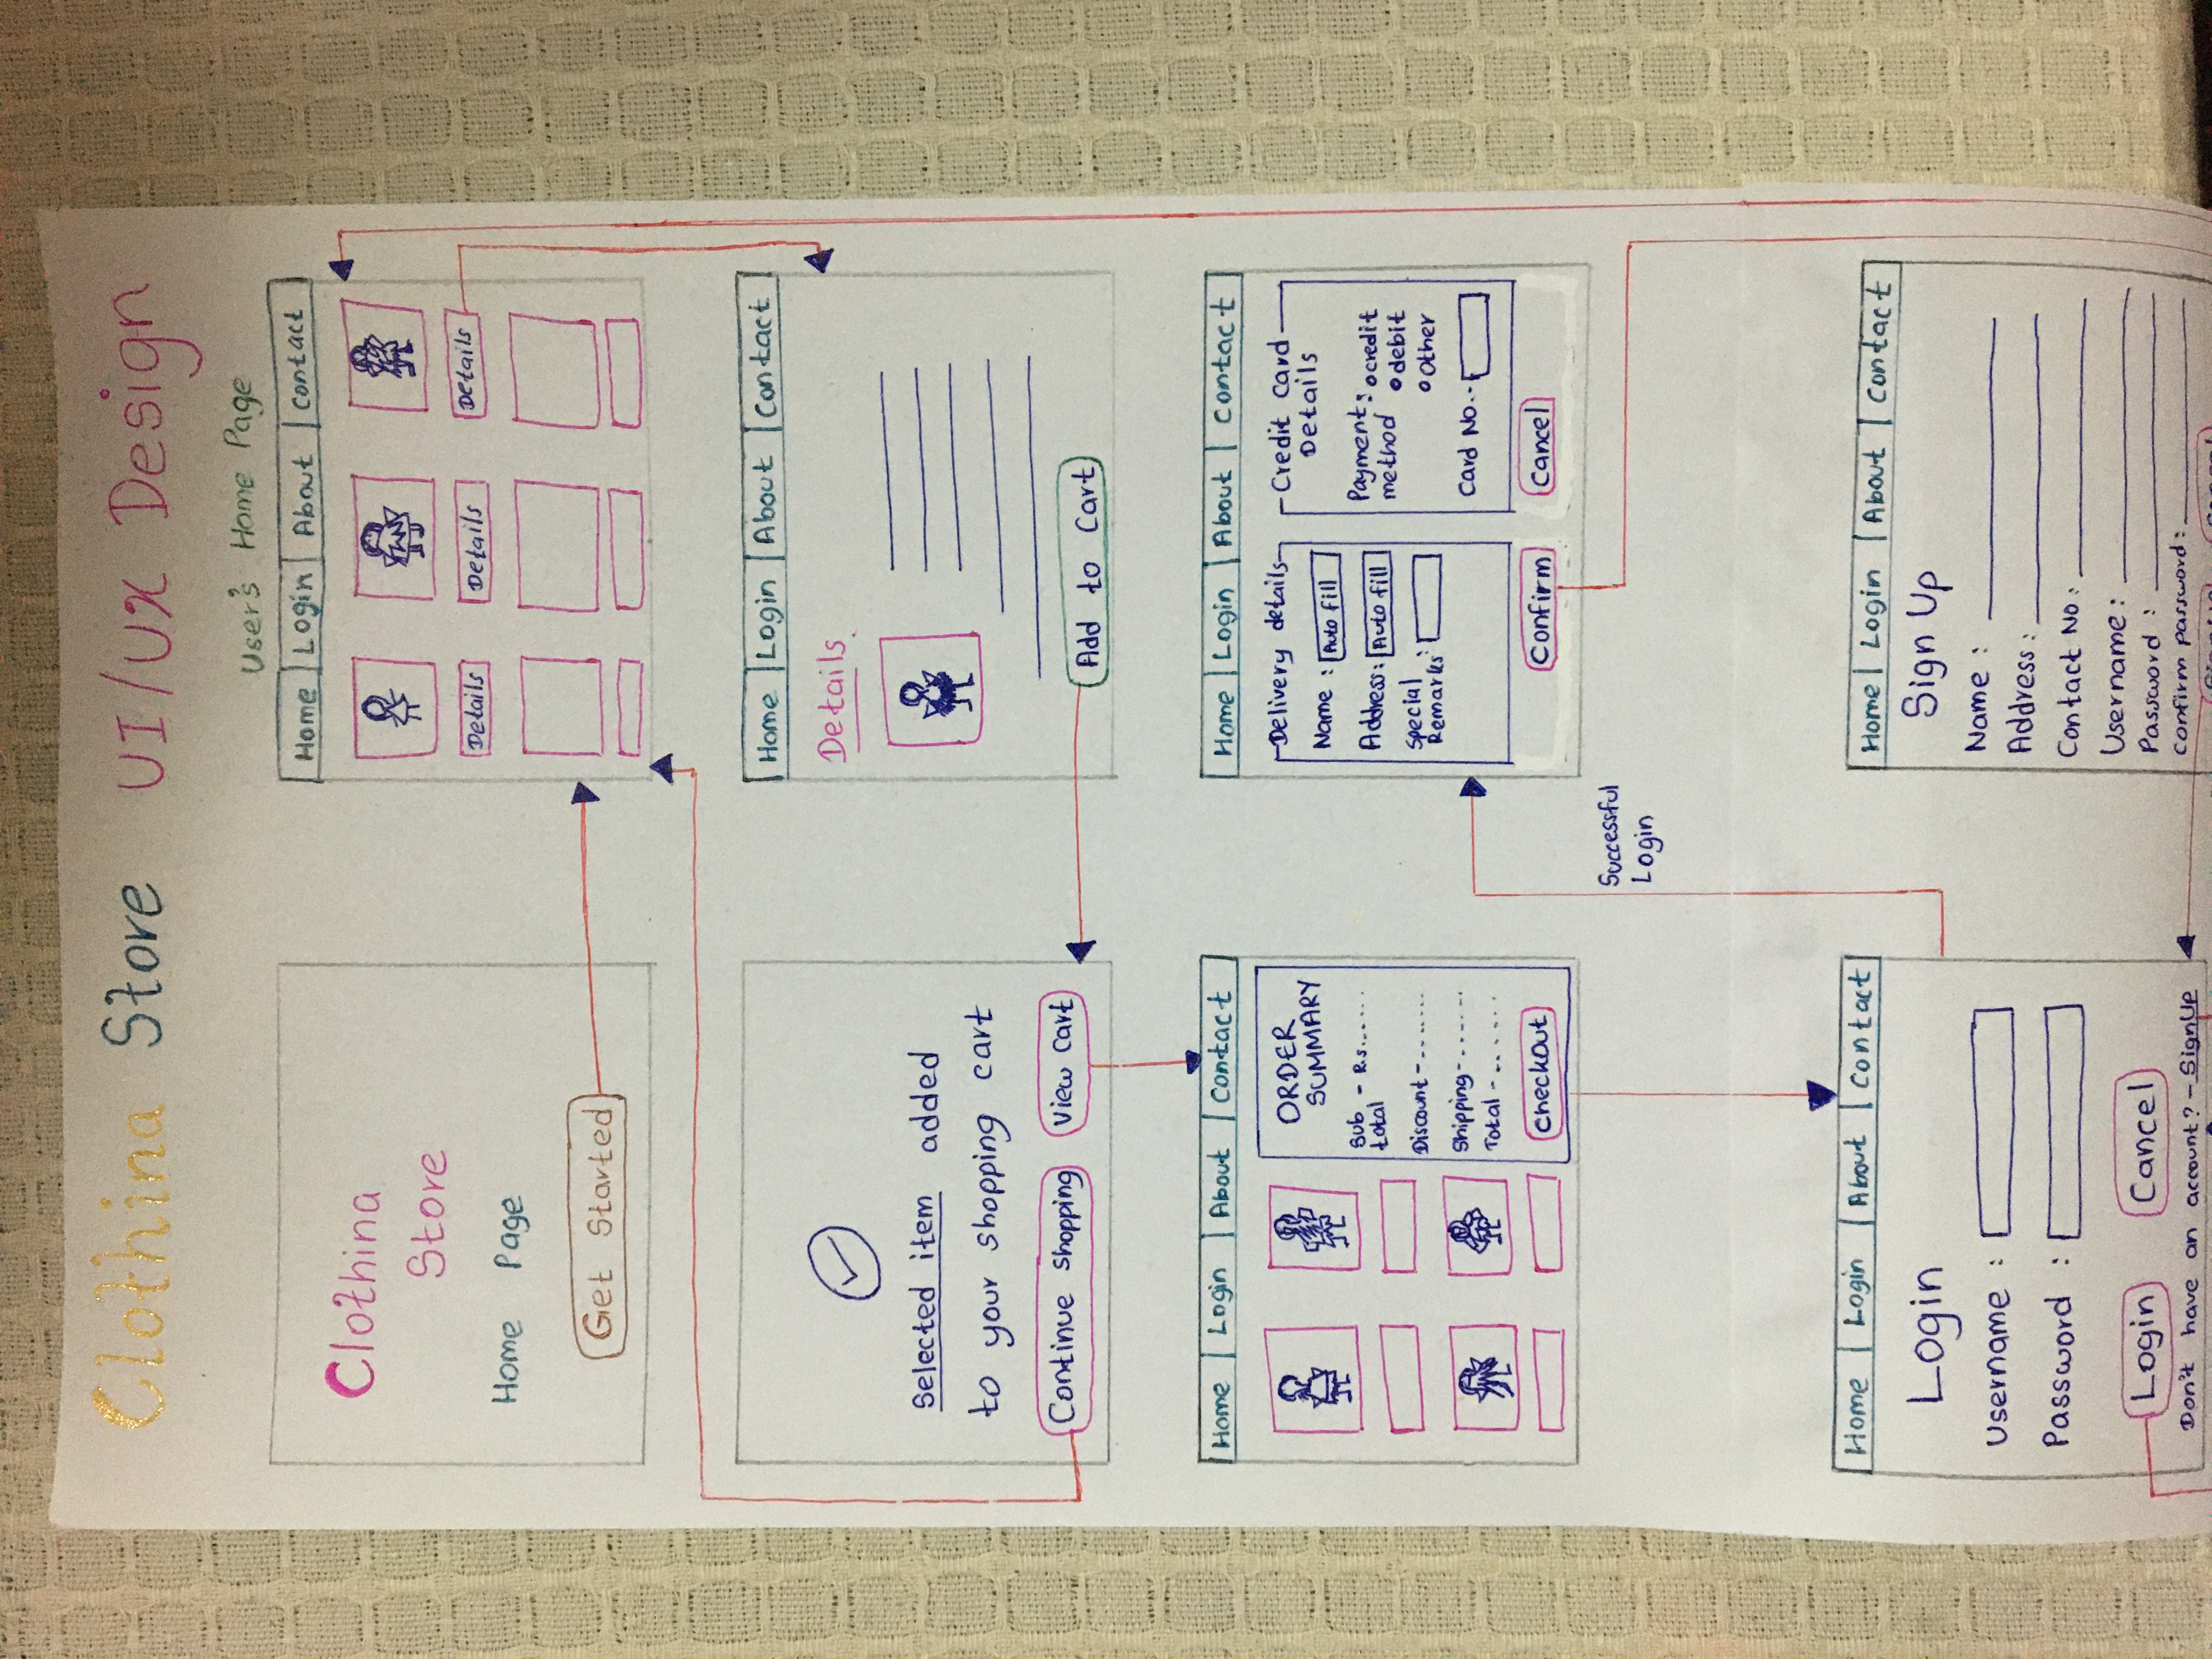 Clothina Store UI/UX Design
Clothina
Store
Home Page
Get Started
User's Home Page
Home Login About Contact
Details Details Details
Selected item added
to your shopping cart
Continue Shopping View Cart
Home Login About Contact
Details
Add to Cart
Home Login About Contact
ORDER
SUMMARY
Sub total - Rs......
Discount - .......
Shipping - ......
Total - ......
Checkout
Home Login About Contact
Delivery details
Name : Auto fill
Address: Auto fill
Special Remarks :
Credit Card
Details
Payment method : credit
debit
Other
Card No.-
Confirm Cancel
Successful
Login
Home Login About Contact
Login
Username :
Password :
Login Cancel
Don't have an account? - SignUp
Home Login About Contact
Sign Up
Name :
Address :
Contact No :
Username :
Password :
Confirm password :